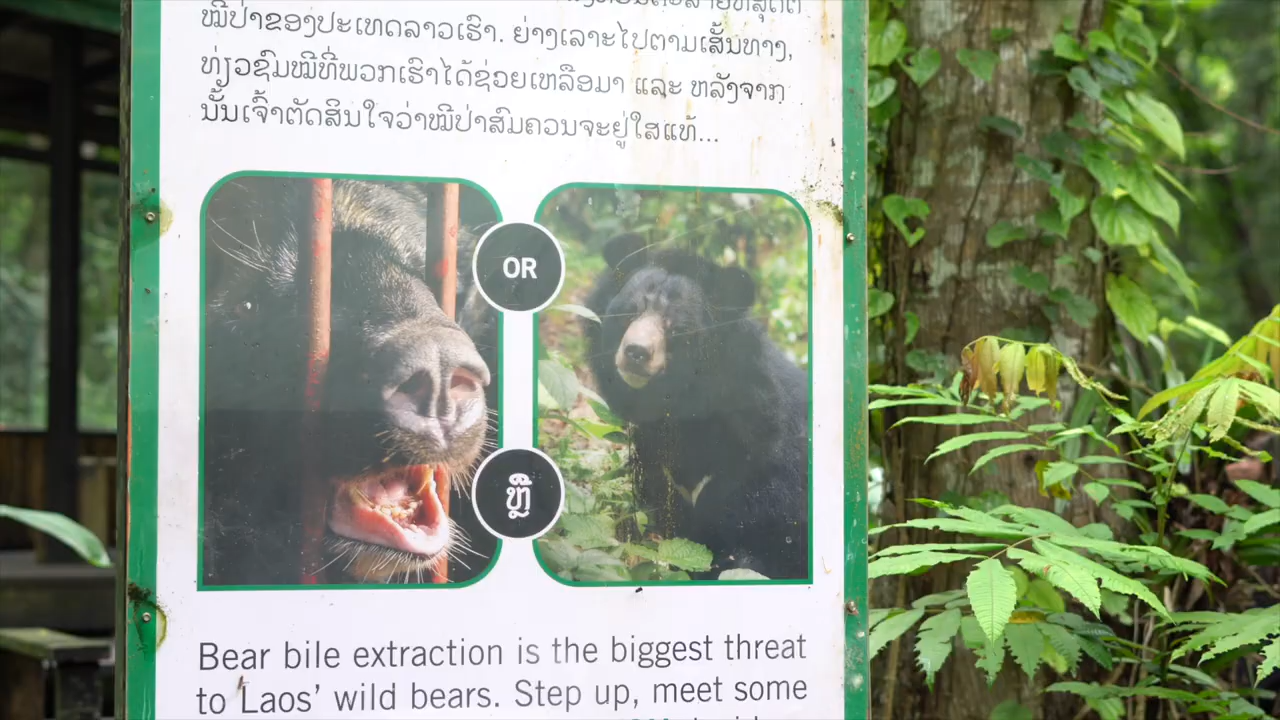 ໝີປ່າຂອງປະເທດລາວເຮົາ. ຍ່າງເລາະໄປຕາມເສັ້ນທາງ,
ທ່ຽວຊົມໝີທີ່ພວກເຮົາໄດ້ຊ່ວຍເຫລືອມາ ແລະ ຫລັງຈາກ
ນັ້ນເຈົ້າຕັດສິນໃຈວ່າໝີປ່າສົມຄວນຈະຢູ່ໃສແທ້...
OR
ຫຼື
Bear bile extraction is the biggest threat
to Laos’ wild bears. Step up, meet some